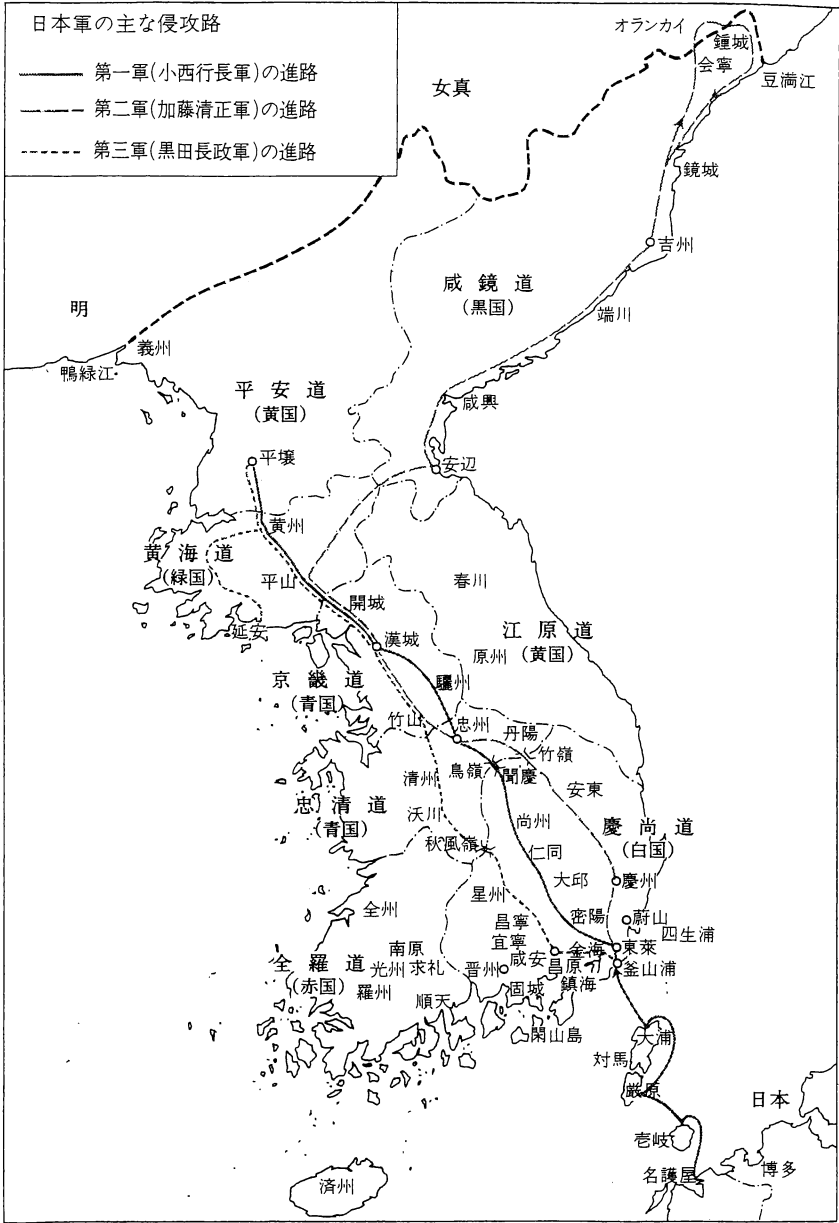 日本軍の主な侵攻路
第一軍(小西行長軍)の進路
第二軍(加藤清正軍)の進路
第三軍(黒田長政軍)の進路
オランカイ
鐘城
会寧
豆満江
女真
鏡城
吉州
咸鏡道
(黒国)
端川
明
義州
鴨緑江
咸興
平安道
(黄国)
安辺
平壌
黄州
黄海道
(緑国)
平山
開城
春川
延安
漢城
江原道
(黄国)
原州
京畿道
(青国)
驪州
竹山
忠州
丹陽
竹嶺
鳥嶺
聞慶
清州
安東
忠清道
(青国)
沃川
尚州
慶尚道
(白国)
秋風嶺
仁同
大邱
慶州
星州
全州
昌寧
密陽
蔚山
四生浦
宜寧
南原
全羅道
(赤国)
光州
求礼
晋州
咸安
昌原
金海
東萊
釜山浦
羅州
固城
鎮海
順天
閑山島
大浦
対馬
厳原
日本
壱岐
名護屋
博多
済州